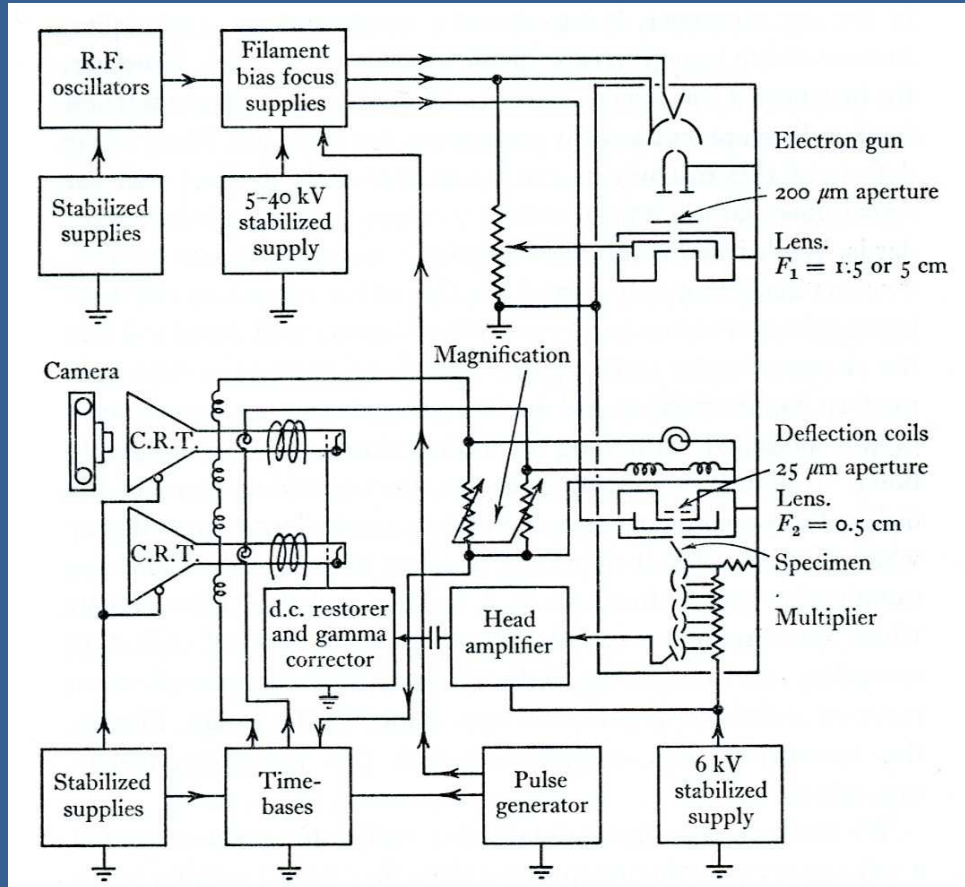 R.F.
oscillators
Filament
bias focus
supplies
Electron gun
200 μm aperture
Stabilized
supplies
5–40 kV
stabilized
supply
Lens.
F₁ = 1.5 or 5 cm
Magnification
Camera
C.R.T.
Deflection coils
25 μm aperture
Lens.
F₂ = 0.5 cm
C.R.T.
Specimen
d.c. restorer
and gamma
corrector
Head
amplifier
Multiplier
Stabilized
supplies
Time-
bases
Pulse
generator
6 kV
stabilized
supply